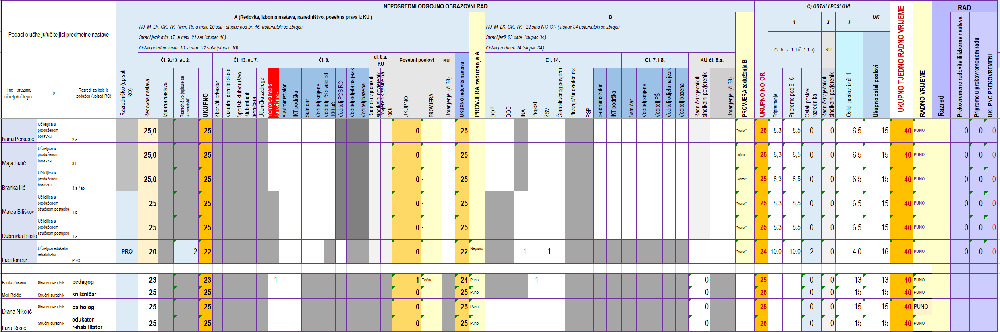 NEPOSREDNI ODGOJNO OBRAZOVNI RAD
C) OSTALI POSLOVI
RAD
Podaci o učitelju/učiteljici predmetne nastave
A (Redovita, izborna nastava, razredništvo, posebna prava iz KU )
HJ, M, LK, GK, TK (min. 16, a max. 20 sati - stupac pod br. 16. automatski se zbraja)
Strani jezik min. 17, a max. 21 sat (stupac 16)
Ostali prtedmeti min. 18, a max. 22 sata (stupac 16)
PROVJERA zaduženja A
B
HJ, M, LK, GK, TK - 22 sata NO-OR (stupac 34 automatski se zbraja)
Strani jezik 23 sata (stupac 34)
Ostali predmeti 24 (stupac 34)
PROVJERA zaduženja B
UKUPNO NO-OR
1 2 3 UK
Čl. 5. st. 1. toč. 1.1.a) KU
UKUPNO TJEDNO RADNO VRIJEME
RADNO VRIJEME
Čl. 9./13. st. 2. Čl. 13. st. 7. Čl. 8. čl. 8.a. KU Posebni poslovi KU
Čl. 14. Čl. 7. i 8. KU čl. 8.a.
Ime i prezime učitelja/učiteljice
0
Razredi za koje je zadužen (upisati RO)
Razredništvo (upisati RO)
Redovna nastava
Izborna nastava
Razredništvo (upisuje se automatski)
UKUPNO
Zbor i/ili orkestar
Vizualni identitet škole
Sportski klub/društvo
Klub mladih tehničara
Učenička zadruga
mentorski rad s darovitima -
e-administrator
IKT podrška
Satničar
Voditelj smjene
Voditelj PŠ s više od 100 uč.
Voditelj POS RO
Voditelj odjela na jezik
Voditelj bazena
Radnički vijećnik ili sindikalni povjerenik
Povjerenik zaštite na radu
UKUPNO
PROVJERA
Umanjenje (čl.38)
UKUPNO redovita nastava
DOP
DOD
INA
Projekt
ŽSV
Član stručnog povjeren
Plivanje/Kinezioter. rad
PSP
e-administrator
IKT podrška
Satničar
Voditelj smjene
Voditelj PŠ
Voditelj odjela na jezik
Voditelj bazena
Radnički vijećnik ili sindikalni povjerenik
Umanjenje (čl.38)
Pripremanje
Pripreme pod 5 i 6
Ostali poslovi razrednika
Radnički vijećnik ili sindikalni povjerenik
Ostali poslovi iz čl. 1.
Ukupno ostali poslovi
Razred
Prekovremeno redovita ili izborna nastava
Pripreme u prekovremenom radu
UKUPNO PREKOVREMENI
Ivana Perkušić Učiteljica u produženom boravku 2.a 25,0 25 0 - 25 Točno!" 25 8,3 8,5 0 0 6,5 15 40 PUNO 0 0 0
Maja Bulić Učiteljica u produženom boravku 3.b 25,0 25 0 - 25 Točno!" 25 8,3 8,5 0 0 6,5 15 40 PUNO 0 0 0
Branka Ilić Učiteljica u produženom boravku 3.a 4ab 25,0 25 0 - 25 Točno!" 25 8,3 8,5 0 0 6,5 15 40 PUNO 0 0 0
Matea Biliškov Učiteljica u produženom stručnom postupku 1.b 25 25 0 - 25 Točno!" 25 8,3 8,5 0 0 6,5 15 40 PUNO 0 0 0
Dubravka Biliško Učiteljica u produženom stručnom postupku 1.a 25 25 0 - 25 Točno!" 25 8,3 8,5 0 0 6,5 15 40 PUNO 0 0 0
Luči lončar Učiteljica edukator-rehabilitator PRO PRO 20 2 22 0 - 22 Nepuno! 1 1 Točno!" 24 10,0 10,0 2 0 4,0 16 40 PUNO 0 0 0
Fadila Zoranić Stručni suradnik pedagog 23 23 1 1 Točno! 24 Puno! 1 0 25 0 0 13 13 40 PUNO
Meri Rajčić Stručni suradnik knjižničar 25 25 0 - 25 Puno! 0 25 0 0 15 15 40 PUNO
Diana Nikolić Stručni suradnik psiholog 25 25 0 - 25 Puno! 0 25 0 0 15 15 40 PUNO
Lara Rosić Stručni suradnik edukator rehabilitator 25 25 0 - 25 Puno! 0 25 0 0 15 15 40 PUNO